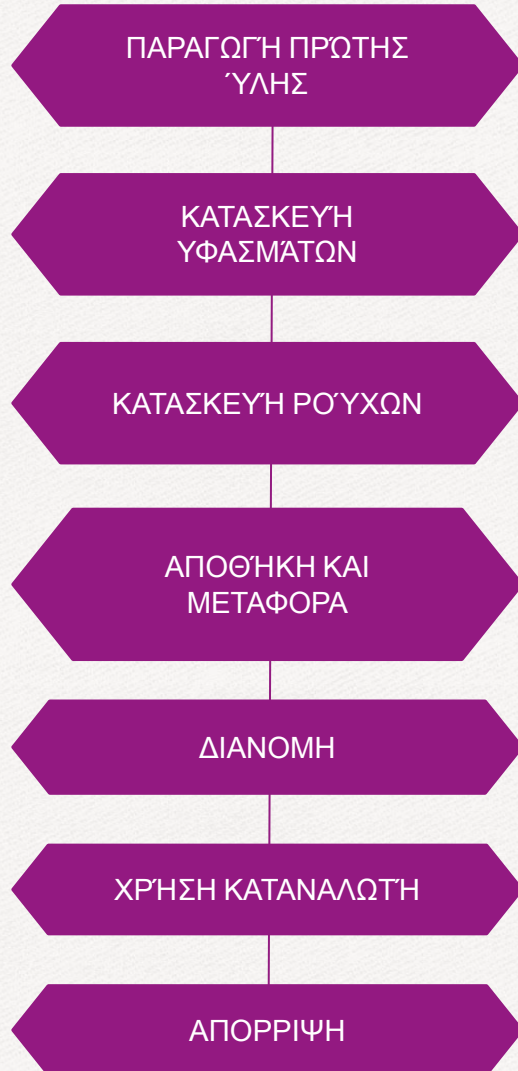 ΠΑΡΑΓΩΓΉ ΠΡΏΤΗΣ
ΎΛΗΣ
ΚΑΤΑΣΚΕΥΉ
ΥΦΑΣΜΆΤΩΝ
ΚΑΤΑΣΚΕΥΉ ΡΟΎΧΩΝ
ΑΠΟΘΉΚΗ ΚΑΙ
ΜΕΤΑΦΟΡΑ
ΔΙΑΝΟΜΗ
ΧΡΉΣΗ ΚΑΤΑΝΑΛΩΤΉ
ΑΠΟΡΡΙΨΗ